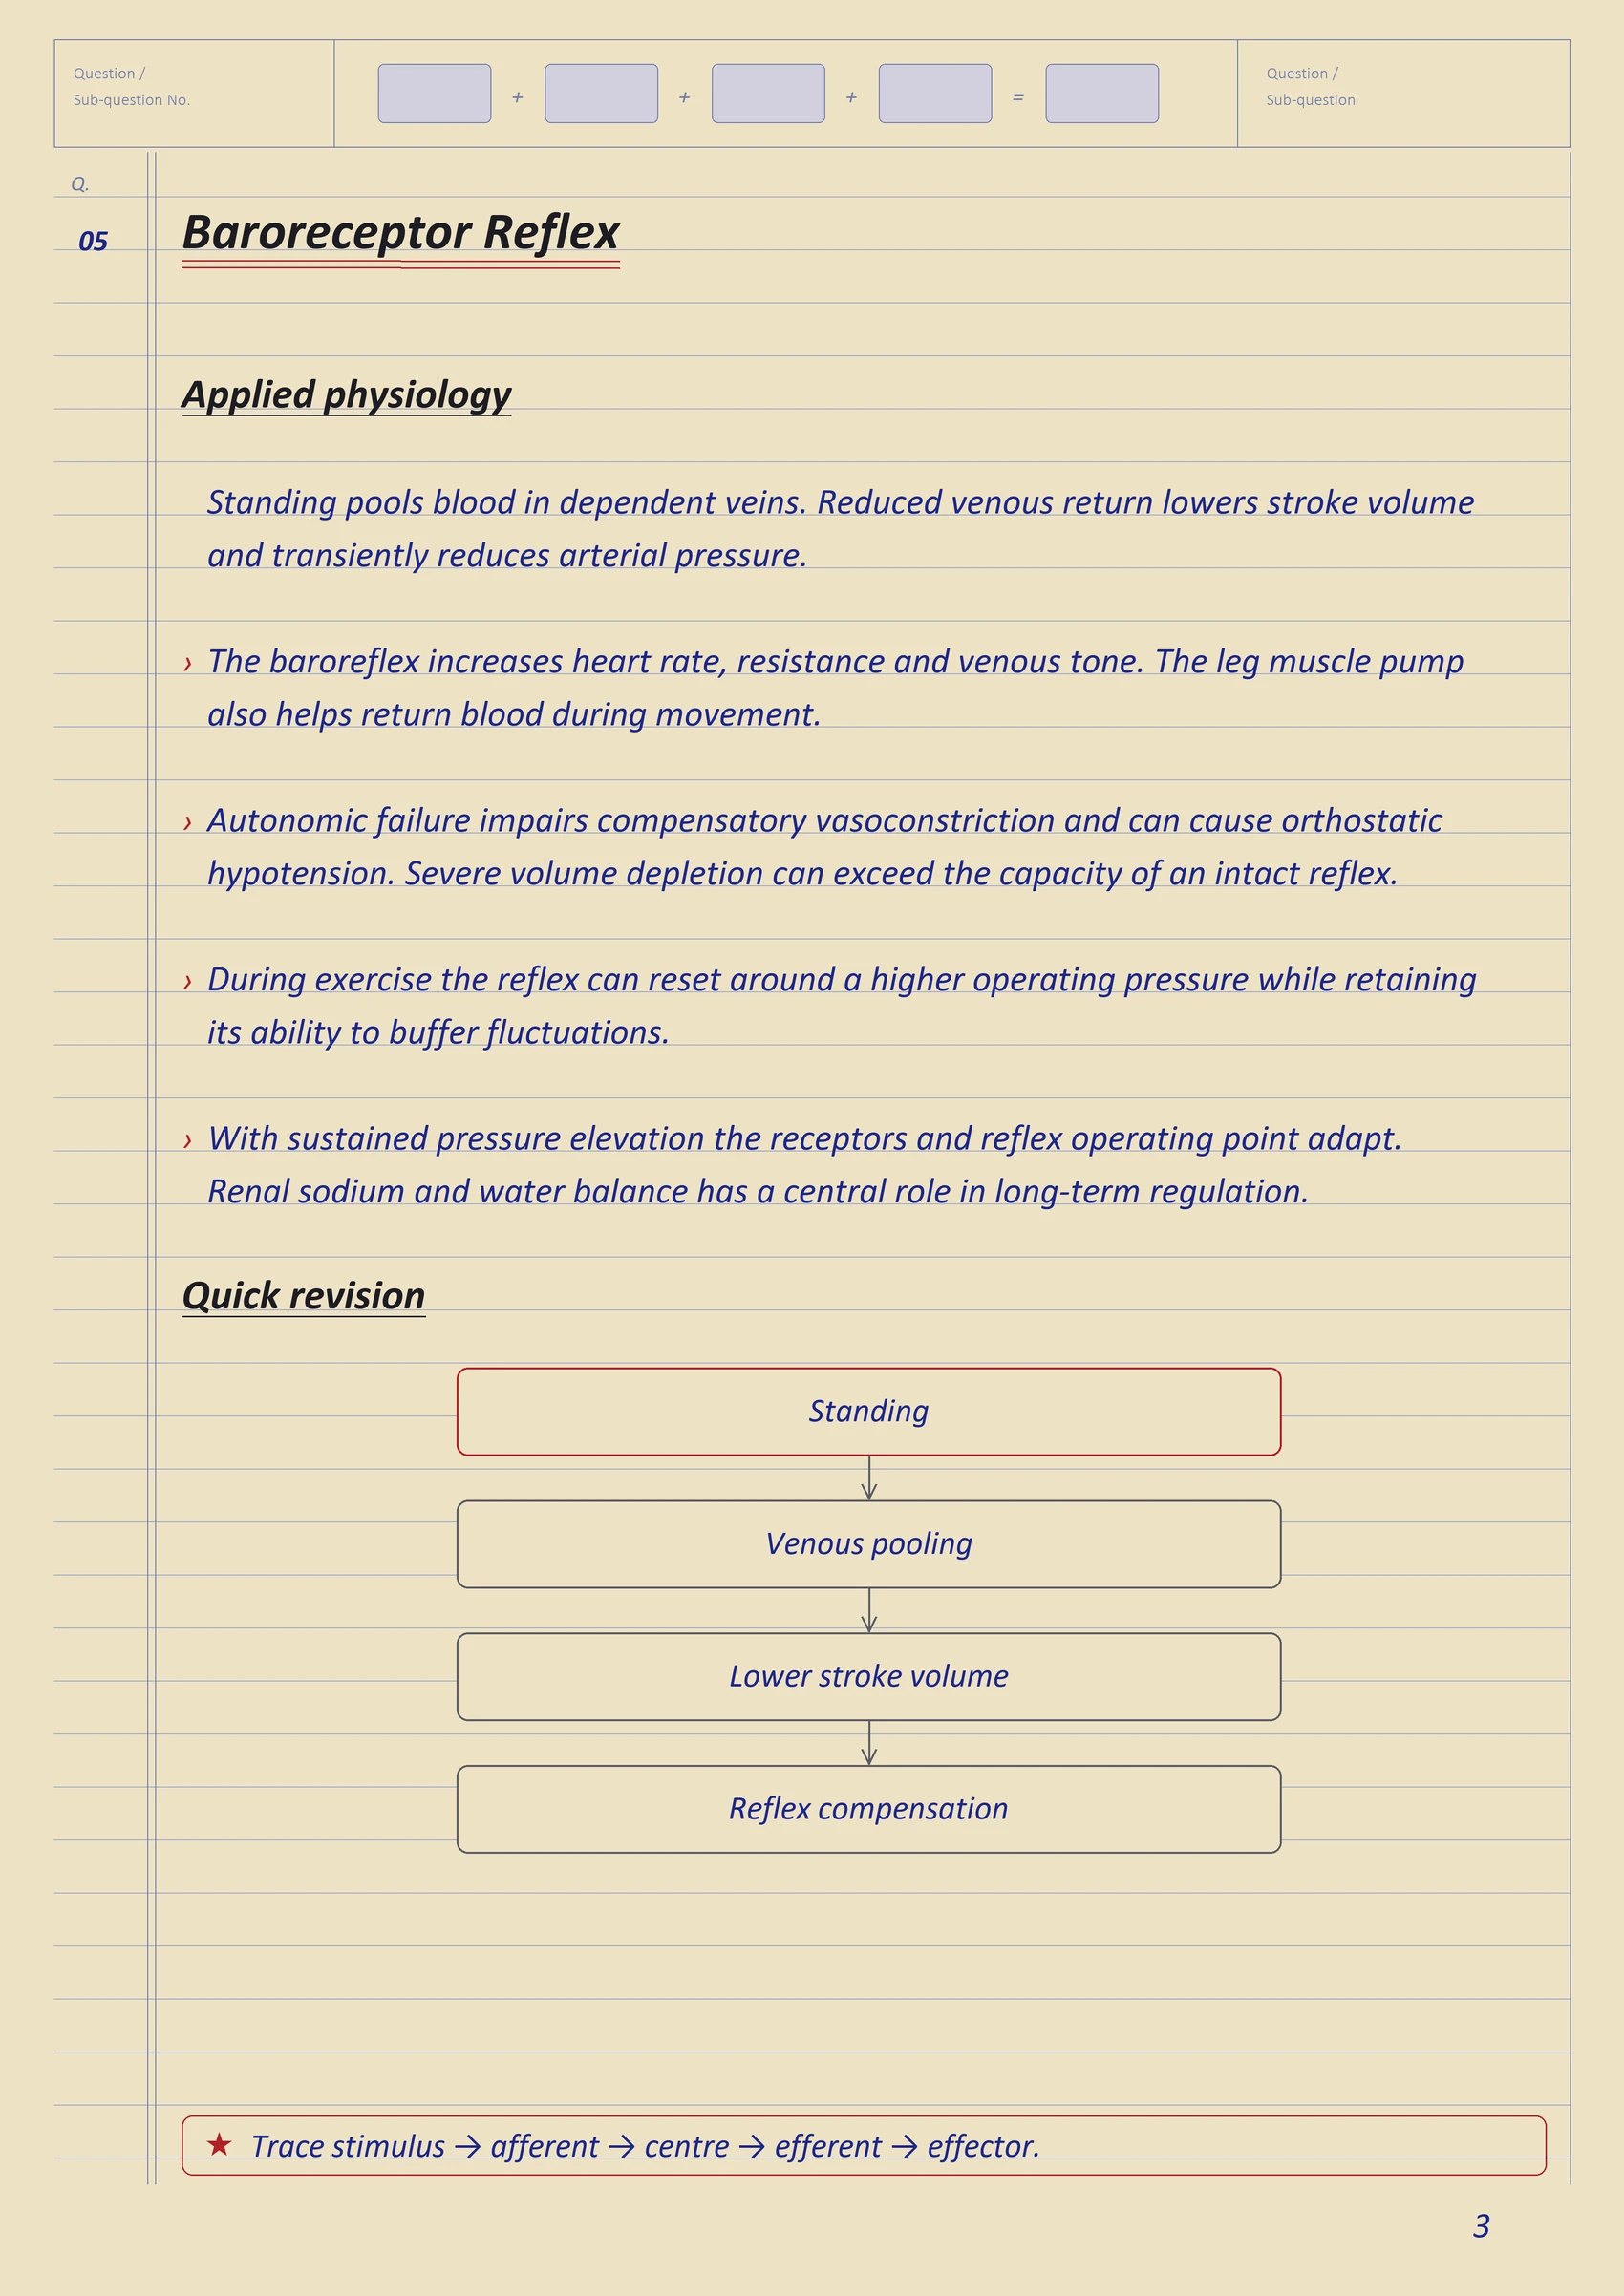 Question /
Sub-question No.
+ + + =
Question /
Sub-question
Q.
05
Baroreceptor Reflex
Applied physiology
Standing pools blood in dependent veins. Reduced venous return lowers stroke volume
and transiently reduces arterial pressure.
› The baroreflex increases heart rate, resistance and venous tone. The leg muscle pump
also helps return blood during movement.
› Autonomic failure impairs compensatory vasoconstriction and can cause orthostatic
hypotension. Severe volume depletion can exceed the capacity of an intact reflex.
› During exercise the reflex can reset around a higher operating pressure while retaining
its ability to buffer fluctuations.
› With sustained pressure elevation the receptors and reflex operating point adapt.
Renal sodium and water balance has a central role in long-term regulation.
Quick revision
Standing
Venous pooling
Lower stroke volume
Reflex compensation
★ Trace stimulus → afferent → centre → efferent → effector.
3